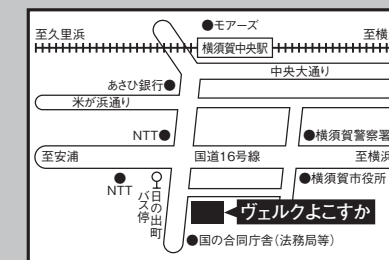 ●モアーズ
至久里浜
至横
横須賀中央駅
中央大通り
あさひ銀行●
米が浜通り
NTT●
●横須賀警察署
至安浦
国道16号線
至横浜
●横須賀市役所
NTT
日の出町
バス停
ヴェルクよこすか
●国の合同庁舎(法務局等)